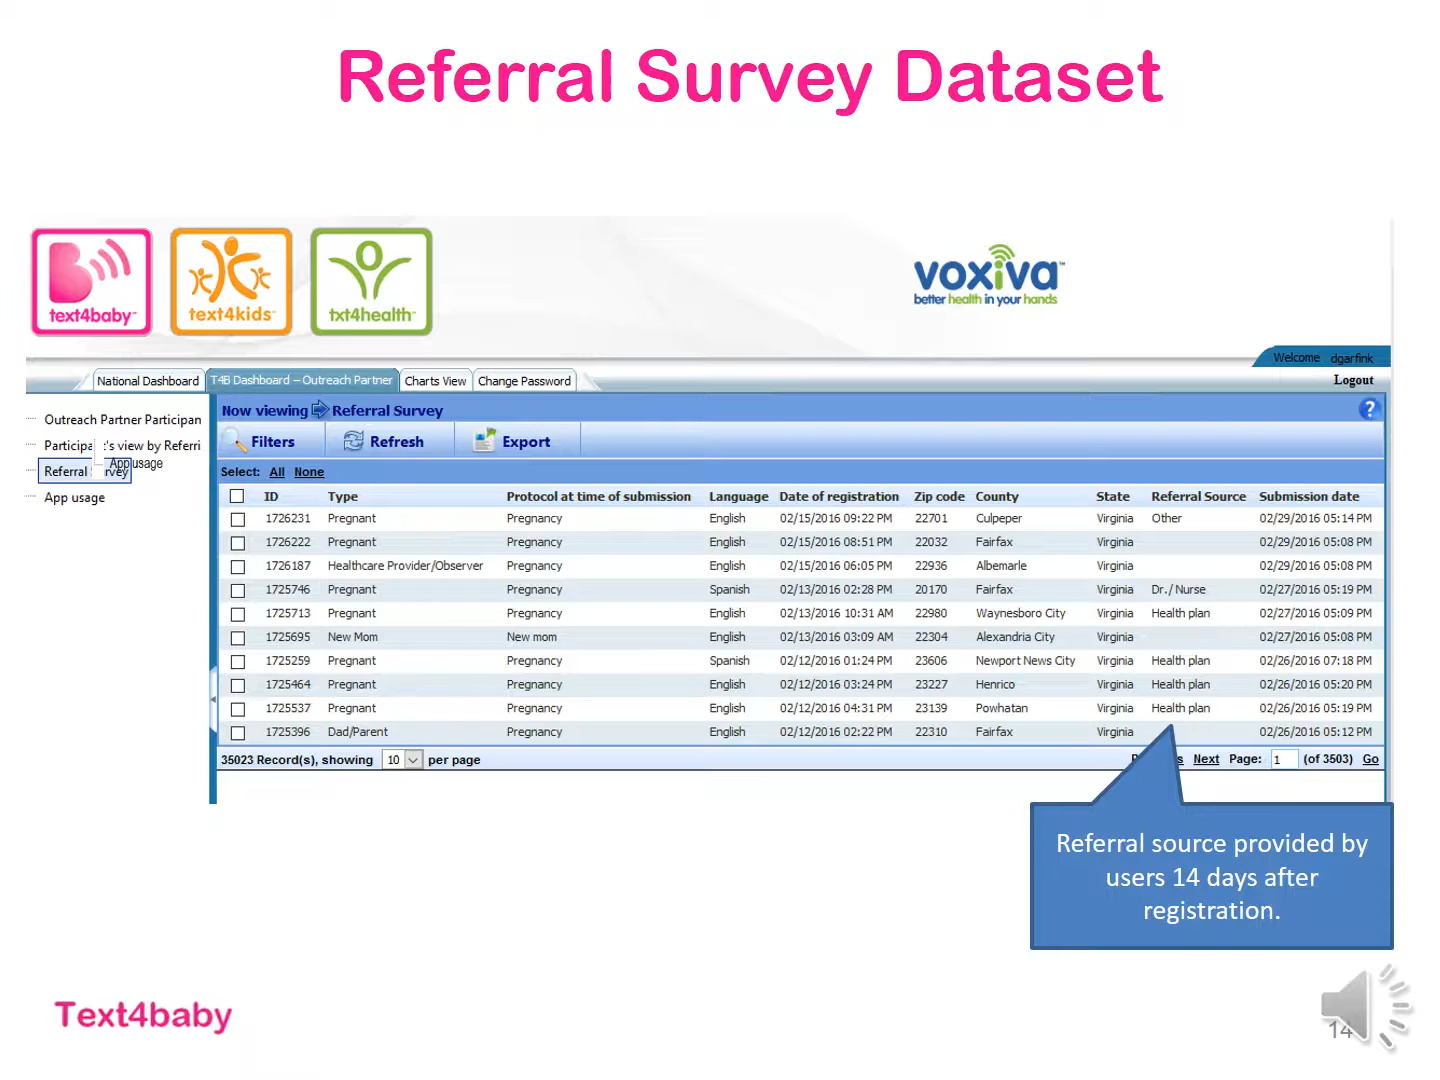 Referral Survey Dataset
text4baby™ text4kids™ txt4health™
voxiva™
better health in your hands
Welcome dgarfink
Logout
National Dashboard T4B Dashboard – Outreach Partner Charts View Change Password
Outreach Partner Participan
Participa 's view by Referri
App usage
Referral rvey
App usage
Now viewing Referral Survey ?
Filters Refresh Export
Select: All None
ID Type Protocol at time of submission Language Date of registration Zip code County State Referral Source Submission date
1726231 Pregnant Pregnancy English 02/15/2016 09:22 PM 22701 Culpeper Virginia Other 02/29/2016 05:14 PM
1726222 Pregnant Pregnancy English 02/15/2016 08:51 PM 22032 Fairfax Virginia 02/29/2016 05:08 PM
1726187 Healthcare Provider/Observer Pregnancy English 02/15/2016 06:05 PM 22936 Albemarle Virginia 02/29/2016 05:08 PM
1725746 Pregnant Pregnancy Spanish 02/13/2016 02:28 PM 20170 Fairfax Virginia Dr./ Nurse 02/27/2016 05:19 PM
1725713 Pregnant Pregnancy English 02/13/2016 10:31 AM 22980 Waynesboro City Virginia Health plan 02/27/2016 05:09 PM
1725695 New Mom New mom English 02/13/2016 03:09 AM 22304 Alexandria City Virginia 02/27/2016 05:08 PM
1725259 Pregnant Pregnancy Spanish 02/12/2016 01:24 PM 23606 Newport News City Virginia Health plan 02/26/2016 07:18 PM
1725464 Pregnant Pregnancy English 02/12/2016 03:24 PM 23227 Henrico Virginia Health plan 02/26/2016 05:20 PM
1725537 Pregnant Pregnancy English 02/12/2016 04:31 PM 23139 Powhatan Virginia Health plan 02/26/2016 05:19 PM
1725396 Dad/Parent Pregnancy English 02/12/2016 02:22 PM 22310 Fairfax Virginia 02/26/2016 05:12 PM
35023 Record(s), showing 10 per page Next Page: 1 (of 3503) Go
Referral source provided by
users 14 days after
registration.
Text4baby
14